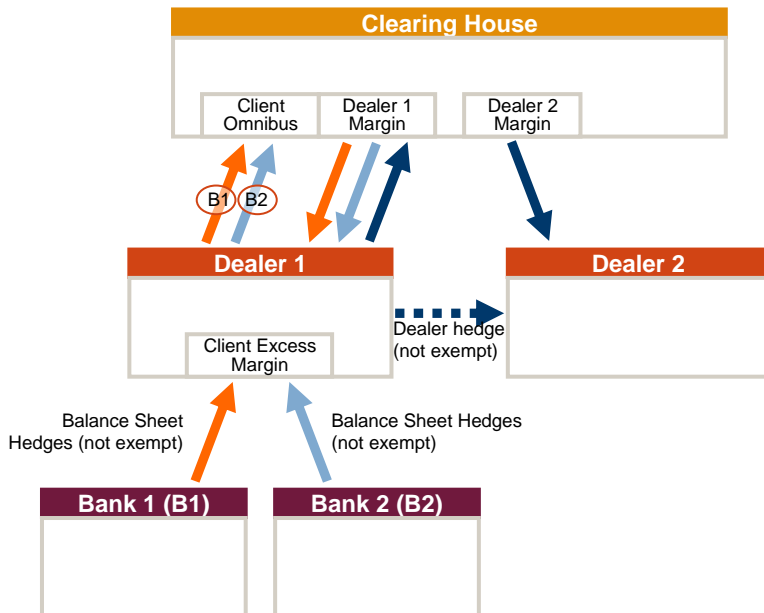 Clearing House
Client
Omnibus
Dealer 1
Margin
Dealer 2
Margin
B1
B2
Dealer 1
Dealer 2
Dealer hedge
(not exempt)
Client Excess
Margin
Balance Sheet
Hedges (not exempt)
Balance Sheet Hedges
(not exempt)
Bank 1 (B1)
Bank 2 (B2)